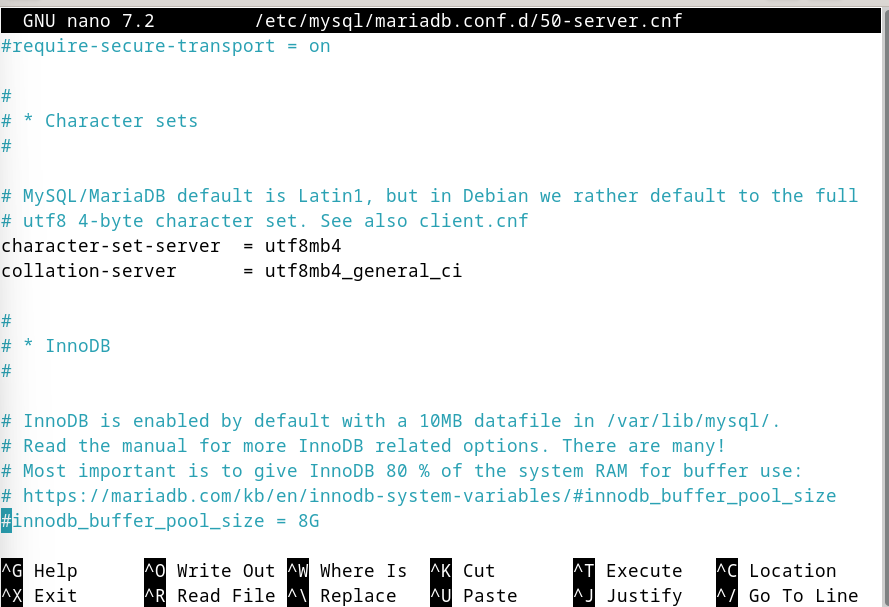 GNU nano 7.2 /etc/mysql/mariadb.conf.d/50-server.cnf
#require-secure-transport = on
#
# * Character sets
#
# MySQL/MariaDB default is Latin1, but in Debian we rather default to the full
# utf8 4-byte character set. See also client.cnf
character-set-server  = utf8mb4
collation-server      = utf8mb4_general_ci
#
# * InnoDB
#
# InnoDB is enabled by default with a 10MB datafile in /var/lib/mysql/.
# Read the manual for more InnoDB related options. There are many!
# Most important is to give InnoDB 80 % of the system RAM for buffer use:
# https://mariadb.com/kb/en/innodb-system-variables/#innodb_buffer_pool_size
#innodb_buffer_pool_size = 8G
^G Help ^O Write Out ^W Where Is ^K Cut ^T Execute ^C Location
^X Exit ^R Read File ^\ Replace ^U Paste ^J Justify ^/ Go To Line